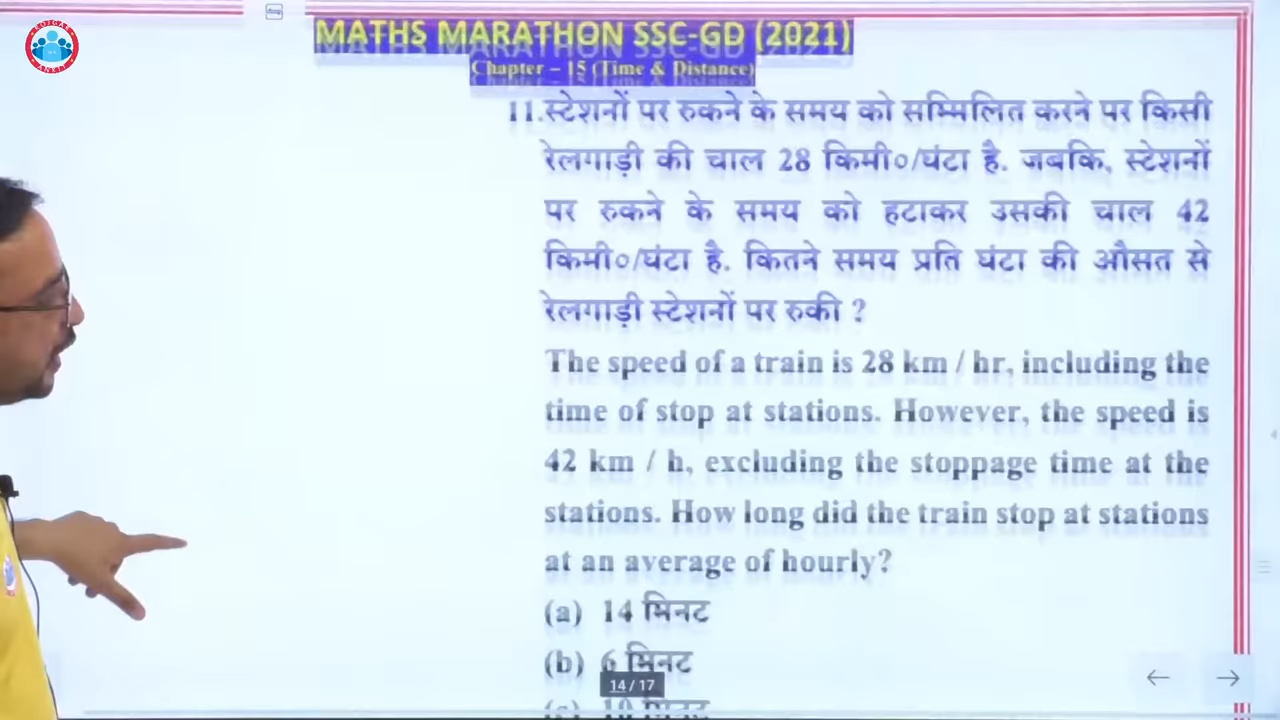 ROJGAR
ANKIT
MATHS MARATHON SSC-GD (2021)
Chapter – 15 (Time & Distance)
11.स्टेशनों पर रुकने के समय को सम्मिलित करने पर किसी
रेलगाड़ी की चाल 28 किमी०/घंटा है. जबकि, स्टेशनों
पर रुकने के समय को हटाकर उसकी चाल 42
किमी०/घंटा है. कितने समय प्रति घंटा की औसत से
रेलगाड़ी स्टेशनों पर रुकी ?
The speed of a train is 28 km / hr, including the
time of stop at stations. However, the speed is
42 km / h, excluding the stoppage time at the
stations. How long did the train stop at stations
at an average of hourly?
(a) 14 मिनट
(b) 6 मिनट
14 / 17
(c) 10 मिनट